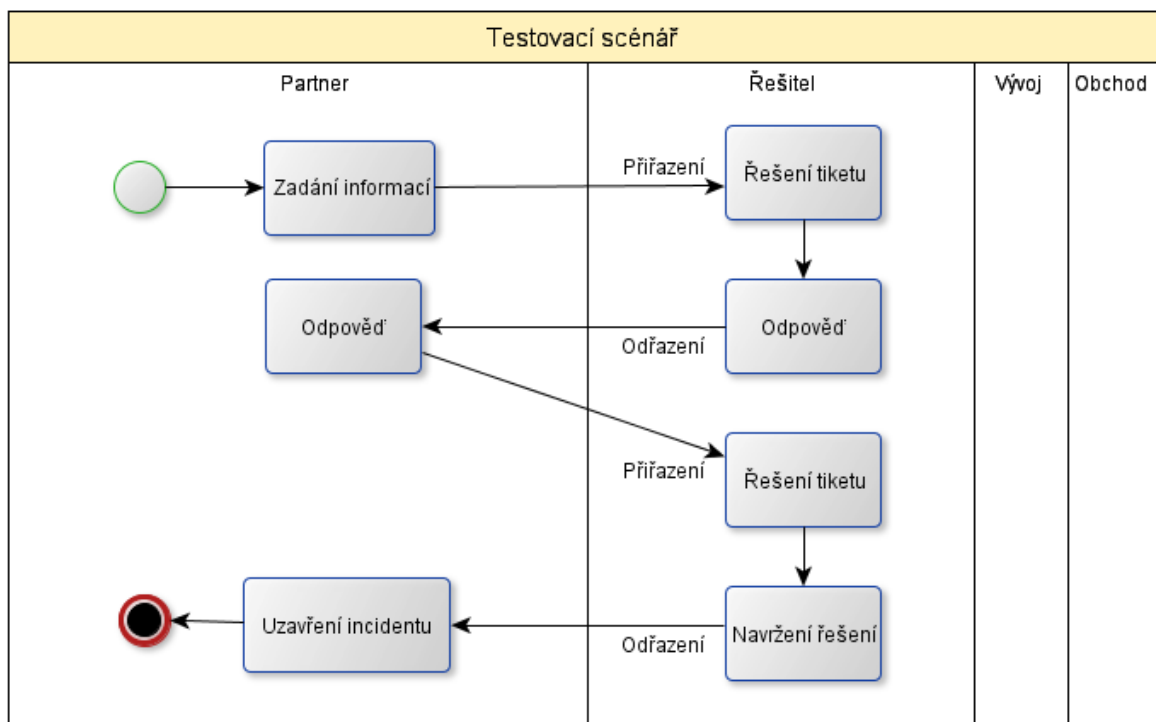 Testovací scénář
Partner
Řešitel
Vývoj
Obchod
Zadání informací
Přiřazení
Řešení tiketu
Odpověď
Odřazení
Odpověď
Přiřazení
Řešení tiketu
Uzavření incidentu
Odřazení
Navržení řešení